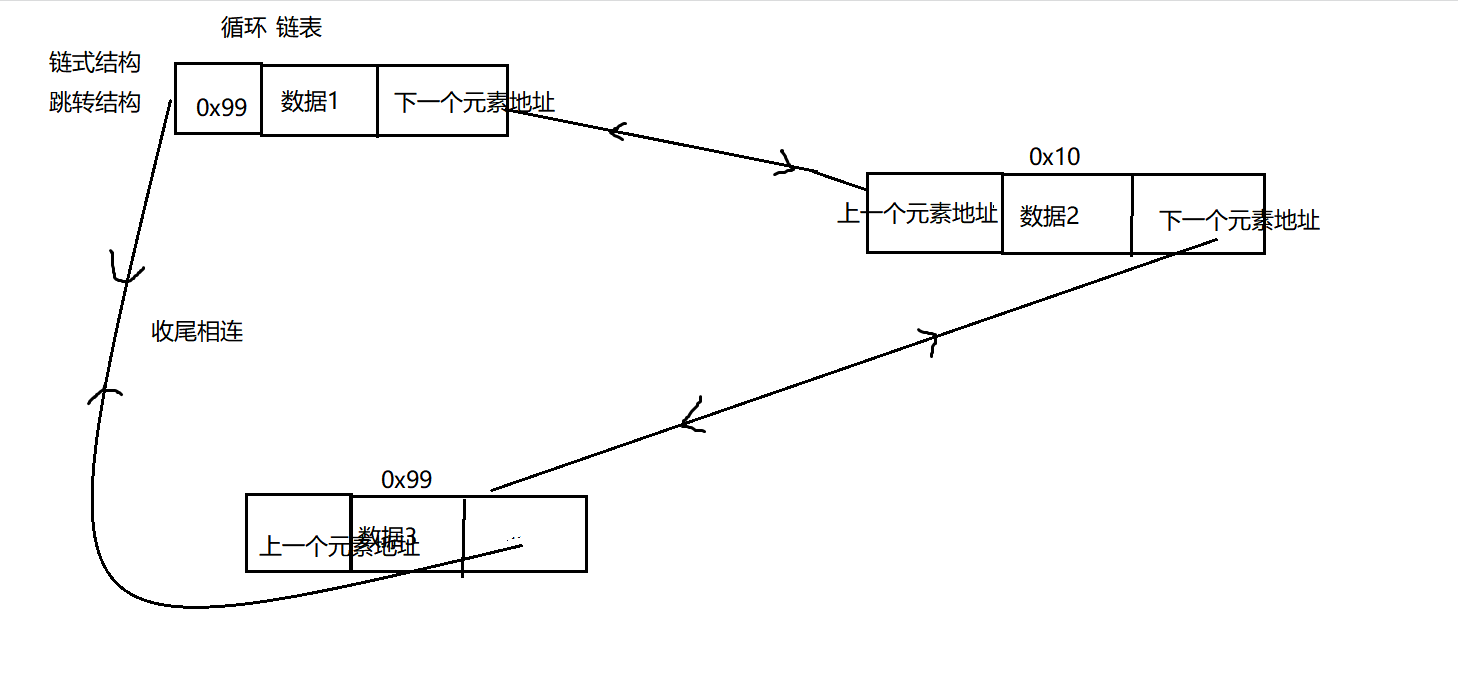 循环 链表
链式结构
跳转结构
0x99
数据1
下一个元素地址
0x10
上一个元素地址
数据2
下一个元素地址
收尾相连
0x99
上一个元素地址
数据3